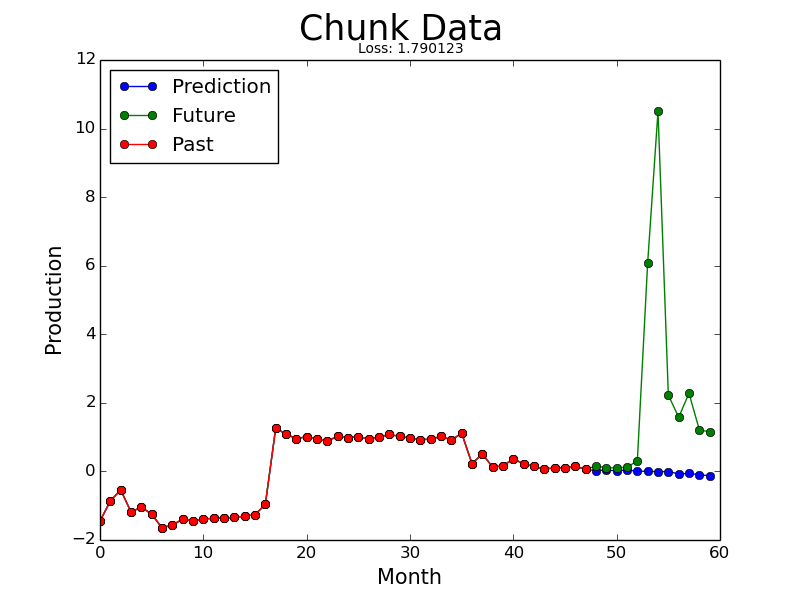 Chunk Data
Loss: 1.790123
Prediction
Future
Past
12
10
8
6
4
2
0
−2
Production
0 10 20 30 40 50 60
Month